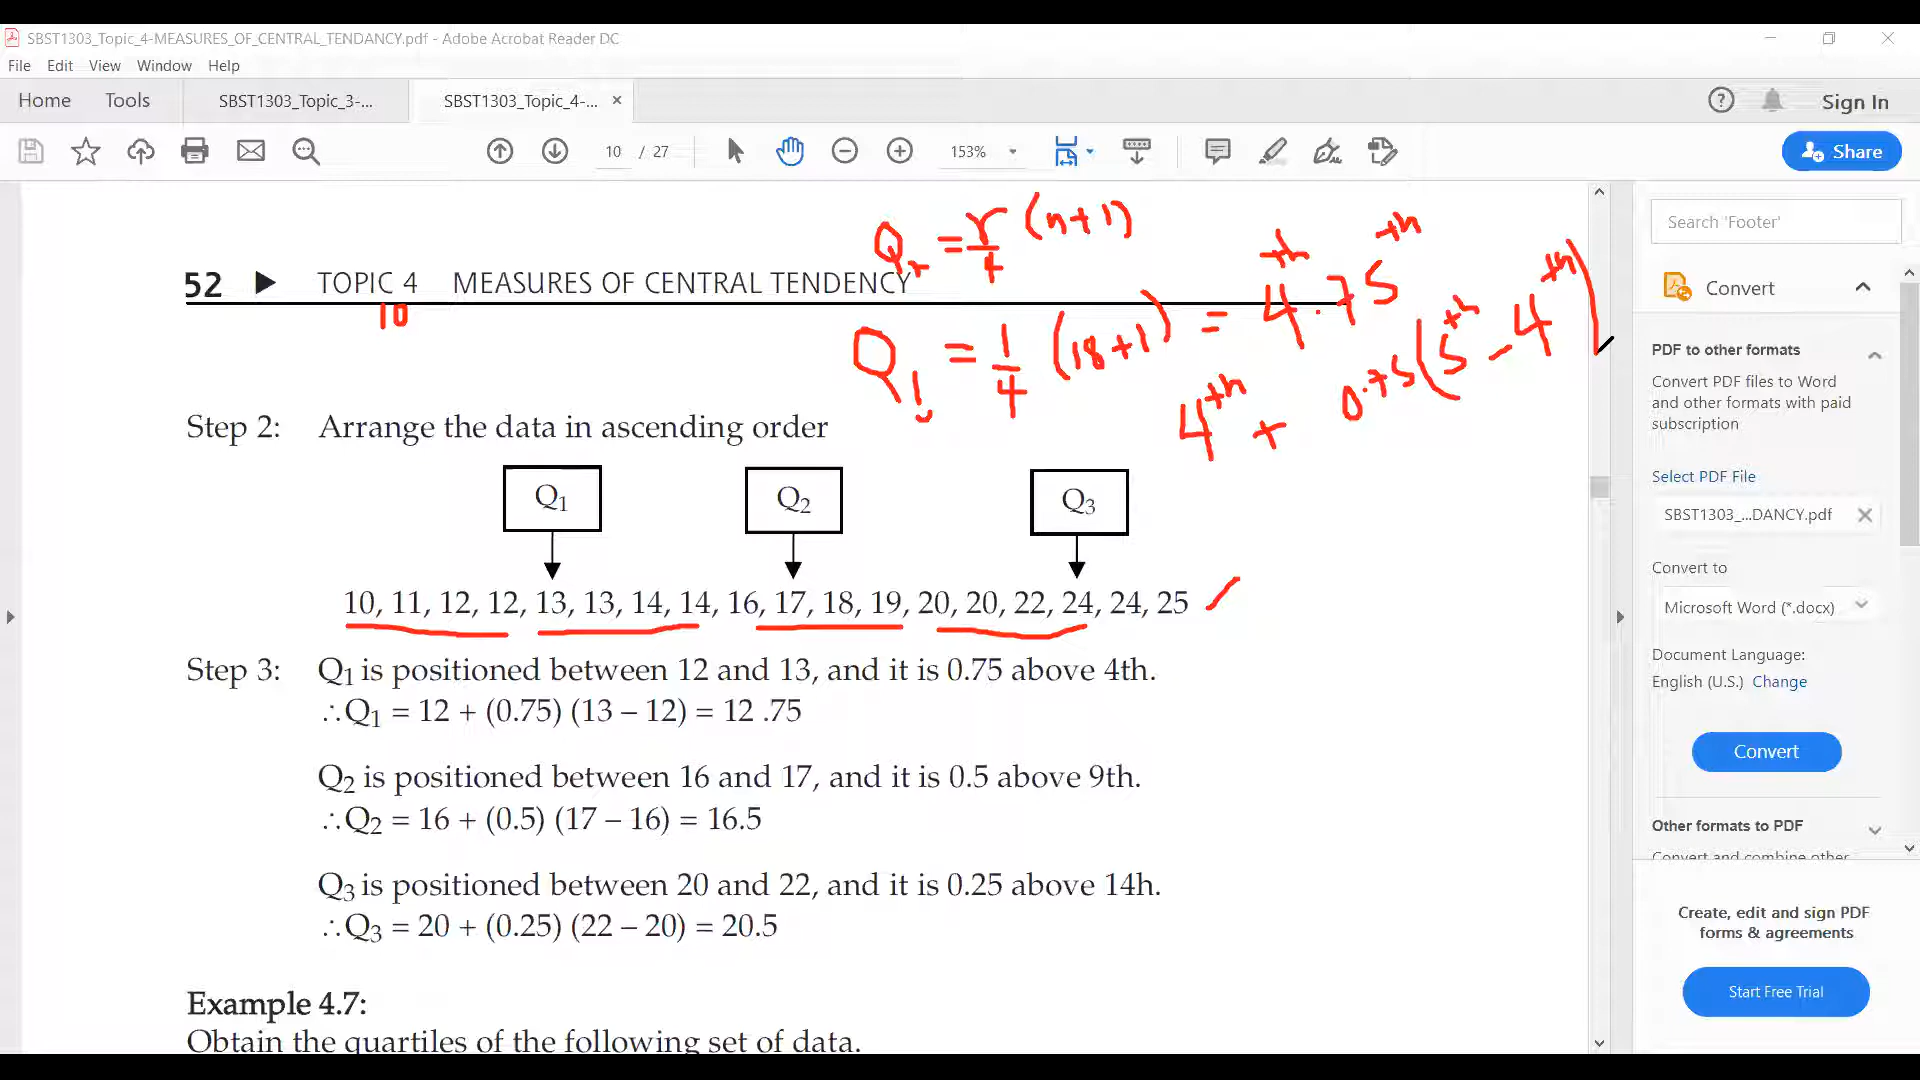 SBST1303_Topic_4-MEASURES_OF_CENTRAL_TENDANCY.pdf - Adobe Acrobat Reader DC
File Edit View Window Help
Home Tools SBST1303_Topic_3-... SBST1303_Topic_4-... × Sign In
10 / 27 153% Share
Qr = r/4 (n+1)
52 ▶ TOPIC 4 MEASURES OF CENTRAL TENDENCY
10
Q1 = 1/4 (18+1) = 4th.75th
4th + 0.75(5th - 4th)
Step 2: Arrange the data in ascending order
Q1 Q2 Q3
10, 11, 12, 12, 13, 13, 14, 14, 16, 17, 18, 19, 20, 20, 22, 24, 24, 25
Step 3: Q1 is positioned between 12 and 13, and it is 0.75 above 4th.
∴Q1 = 12 + (0.75) (13 – 12) = 12 .75
Q2 is positioned between 16 and 17, and it is 0.5 above 9th.
∴Q2 = 16 + (0.5) (17 – 16) = 16.5
Q3 is positioned between 20 and 22, and it is 0.25 above 14h.
∴Q3 = 20 + (0.25) (22 – 20) = 20.5
Example 4.7:
Obtain the quartiles of the following set of data.
Search 'Footer'
Convert
PDF to other formats
Convert PDF files to Word
and other formats with paid
subscription
Select PDF File
SBST1303_...DANCY.pdf
Convert to
Microsoft Word (*.docx)
Document Language:
English (U.S.) Change
Convert
Other formats to PDF
Convert and combine other
Create, edit and sign PDF
forms & agreements
Start Free Trial